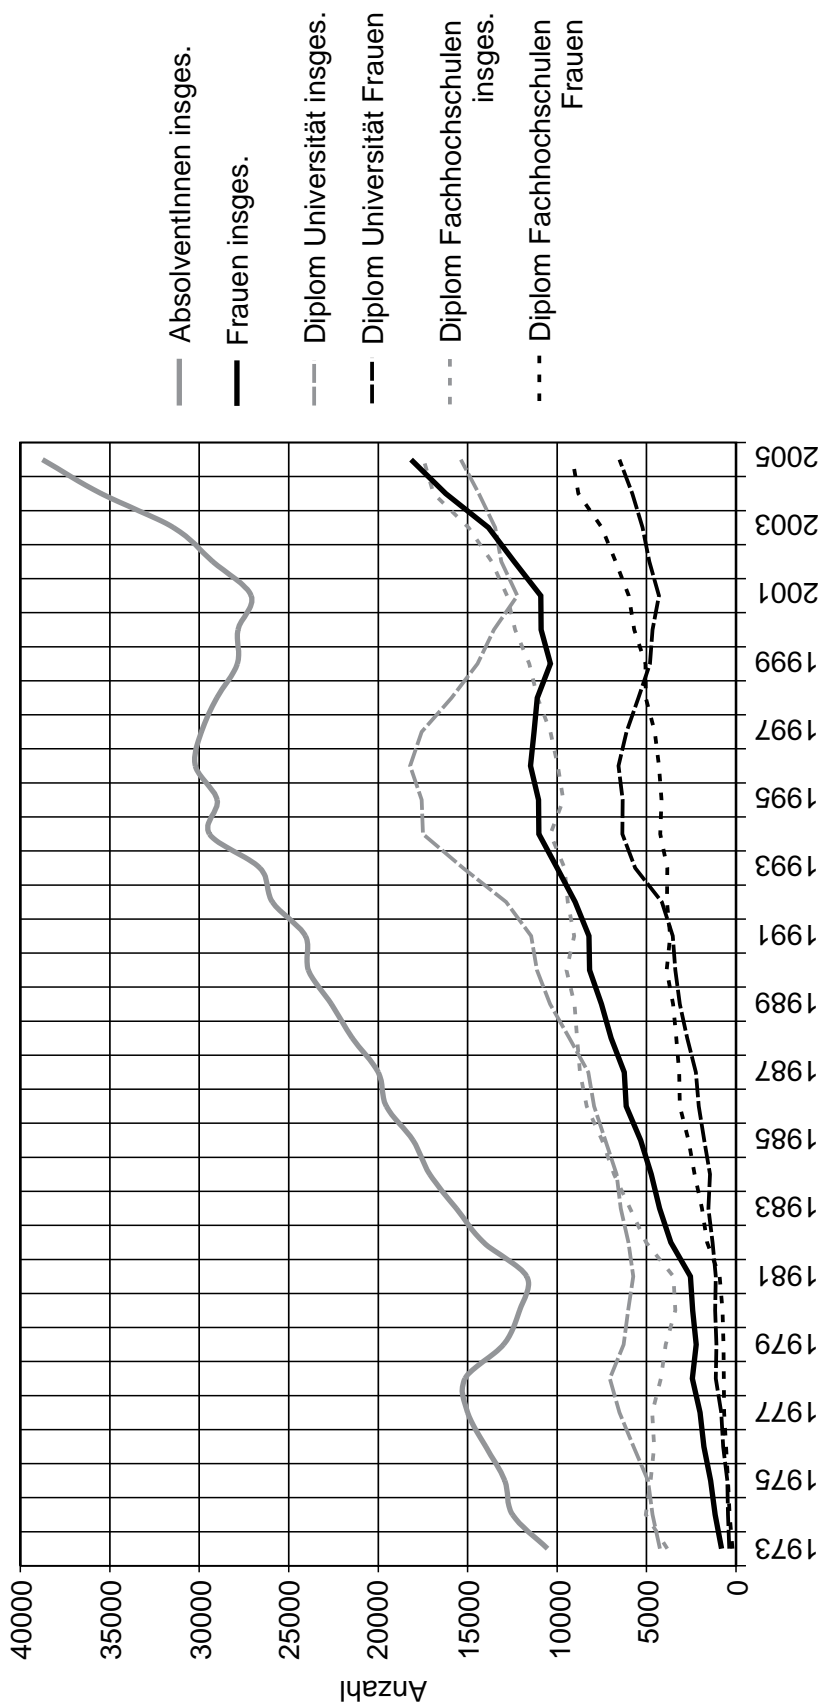 AbsolventInnen insges.
Frauen insges.
Diplom Universität insges.
Diplom Universität Frauen
Diplom Fachhochschulen
insges.
Diplom Fachhochschulen
Frauen
Anzahl
40000
35000
30000
25000
20000
15000
10000
5000
0
1973
1975
1977
1979
1981
1983
1985
1987
1989
1991
1993
1995
1997
1999
2001
2003
2005